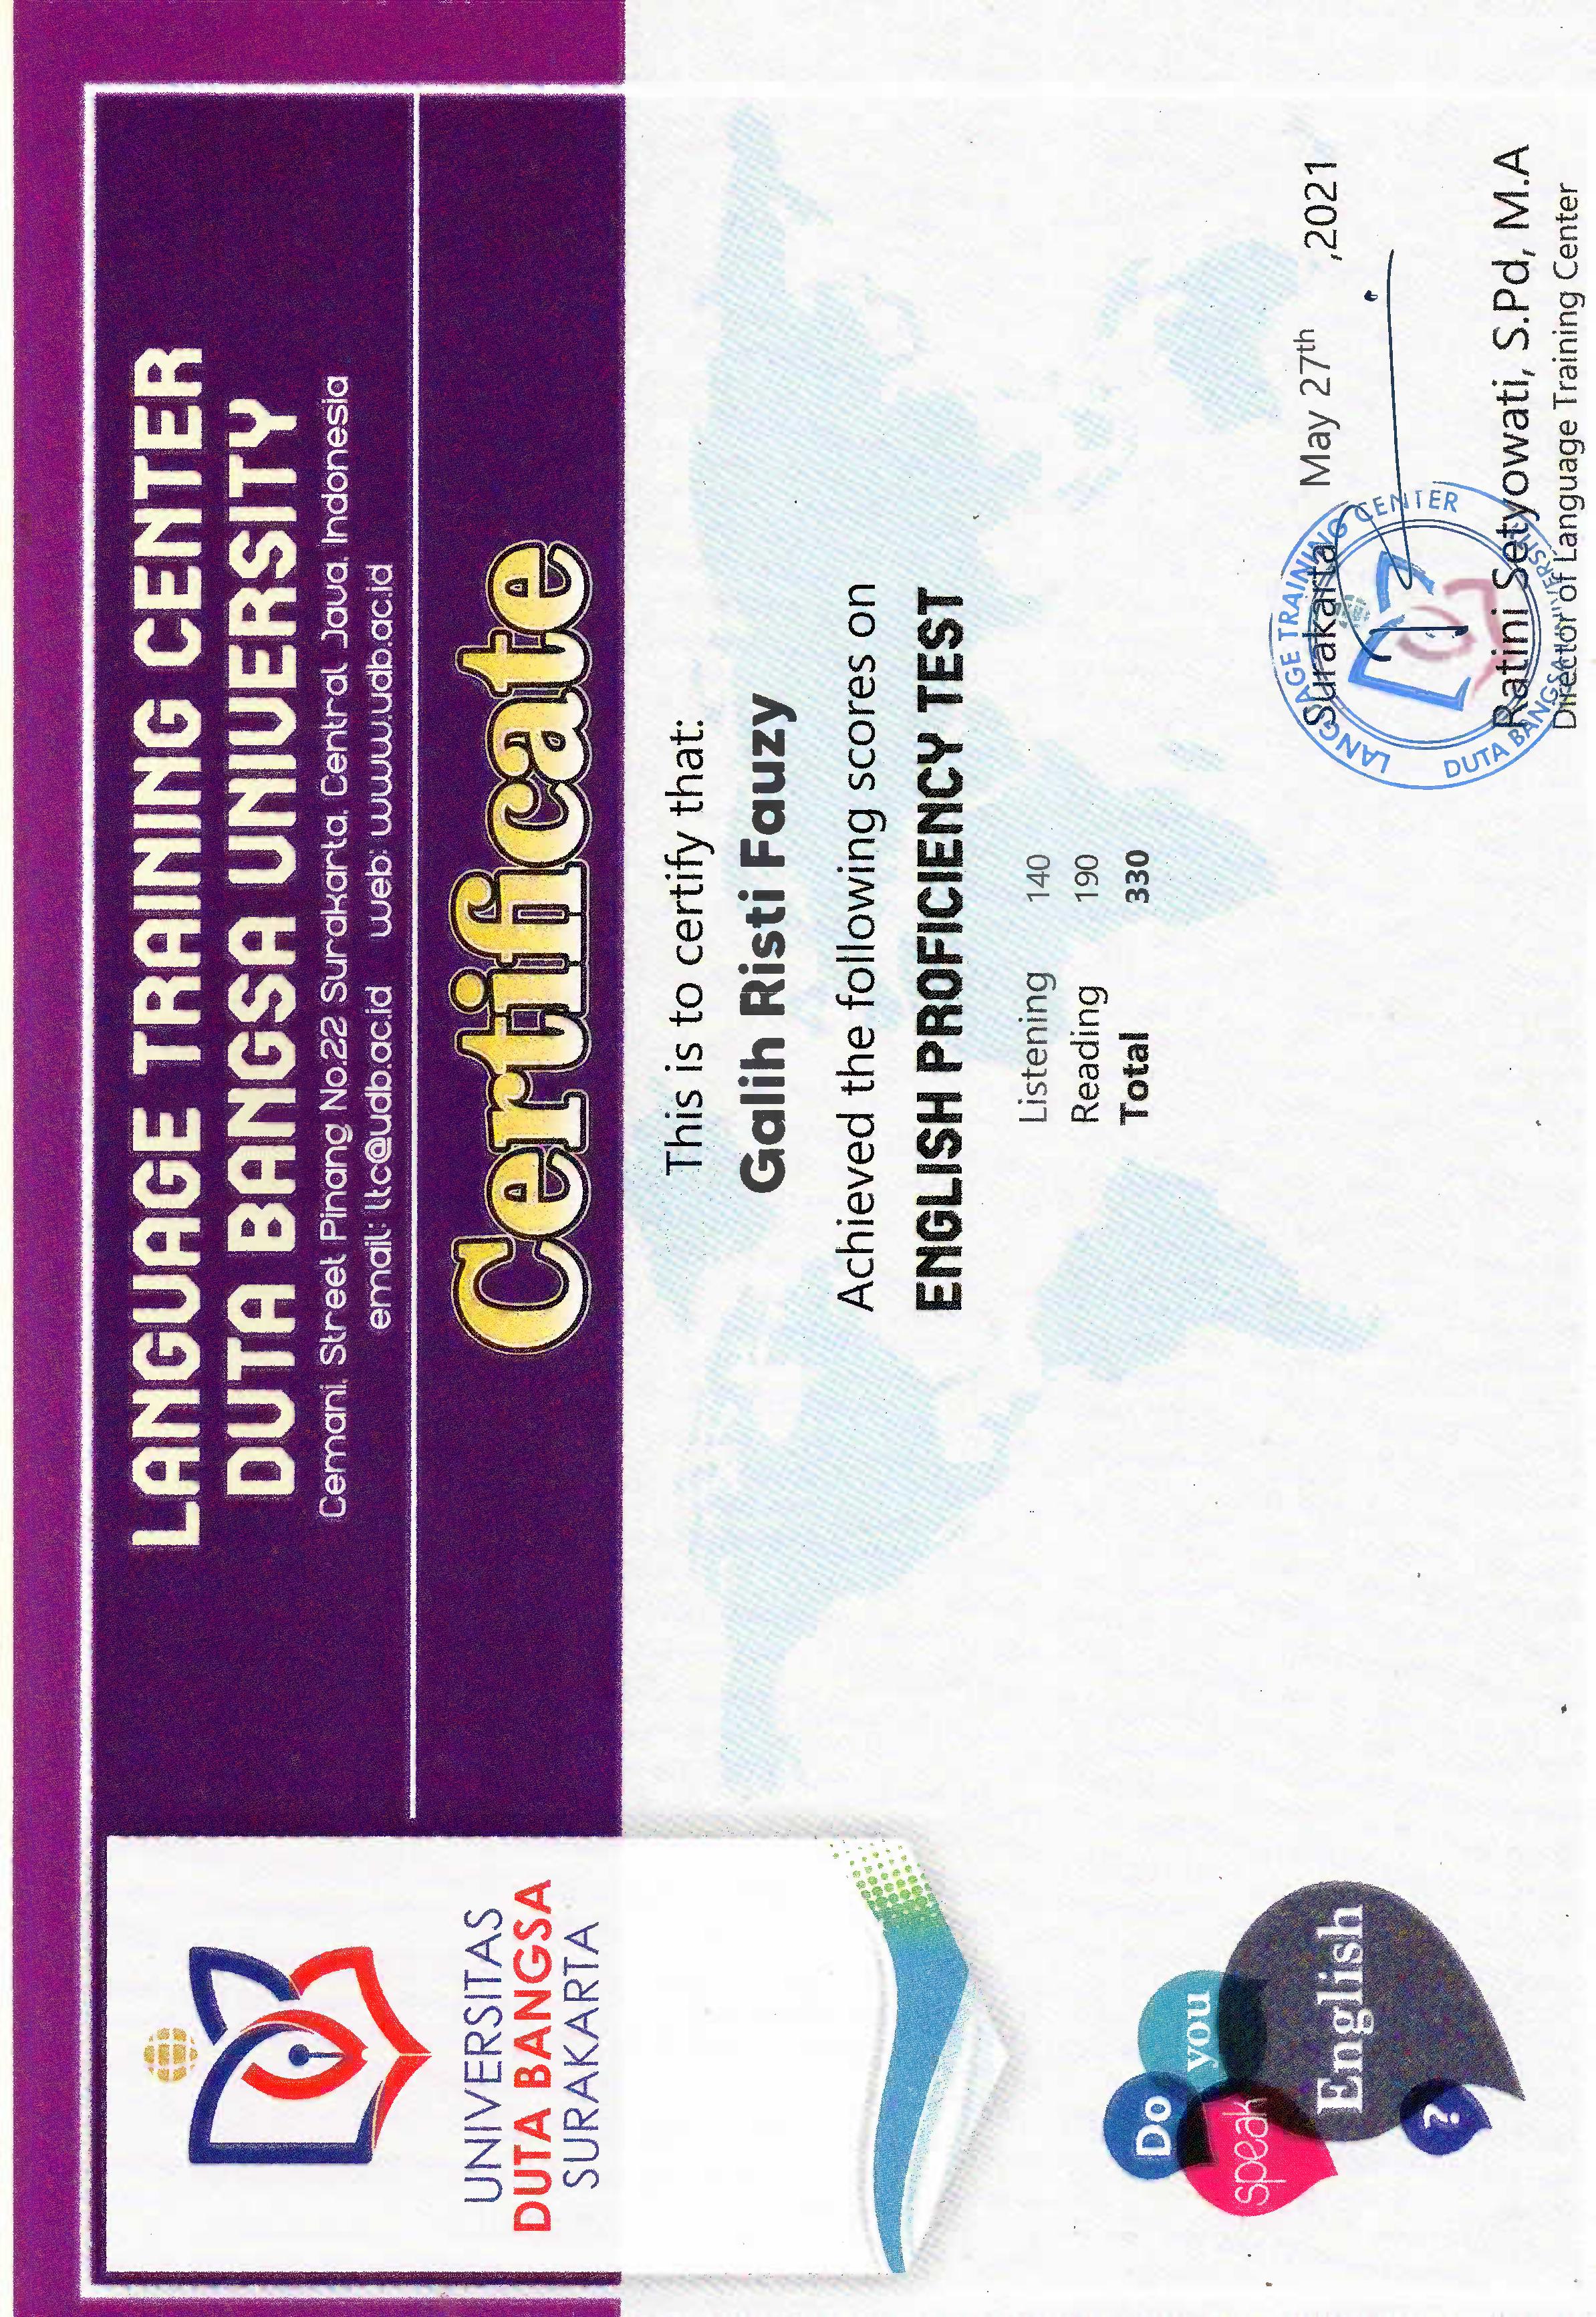 LANGUAGE TRAINING CENTER
DUTA BANGSA UNIVERSITY
Cemani, Street Pinang No.22 Surakarta, Central Java, Indonesia
email: ltc@udb.ac.id web: www.udb.ac.id
Certificate
UNIVERSITAS
DUTA BANGSA
SURAKARTA
This is to certify that:
Galih Risti Fauzy
Achieved the following scores on
ENGLISH PROFICIENCY TEST
Listening 140
Reading 190
Total 330
Do
you
speak
English
?
Surakarta, May 27th ,2021
LANGUAGE TRAINING CENTER
DUTA BANGSA UNIVERSITY
Ratini Setyowati, S.Pd, M.A
Director of Language Training Center